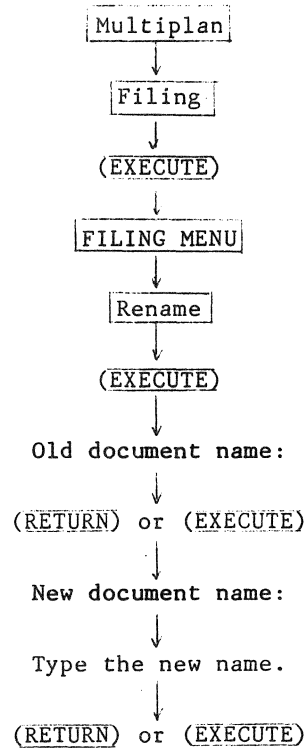 Multiplan
Filing
(EXECUTE)
FILING MENU
Rename
(EXECUTE)
Old document name:
(RETURN) or (EXECUTE)
New document name:
Type the new name.
(RETURN) or (EXECUTE)